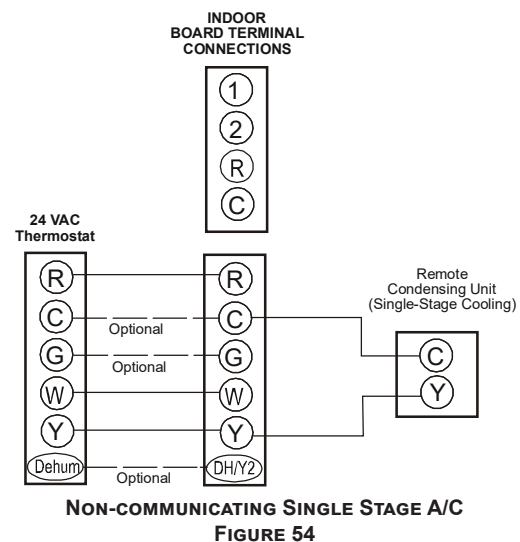 INDOOR
BOARD TERMINAL
CONNECTIONS
1
2
R
C
24 VAC
Thermostat
R
C
G
W
Y
Dehum
Optional
Optional
Optional
R
C
G
W
Y
DH/Y2
Remote
Condensing Unit
(Single-Stage Cooling)
C
Y
NON-COMMUNICATING SINGLE STAGE A/C
FIGURE 54